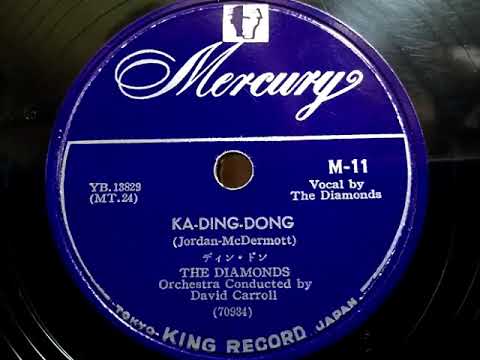 Mercury
M-11
Vocal by
The Diamonds
YB.13829
(MT.24)
KA-DING-DONG
(Jordan-McDermott)
ディン・ドン
THE DIAMONDS
Orchestra Conducted by
David Carroll
(70934)
TOKYO KING RECORD JAPAN